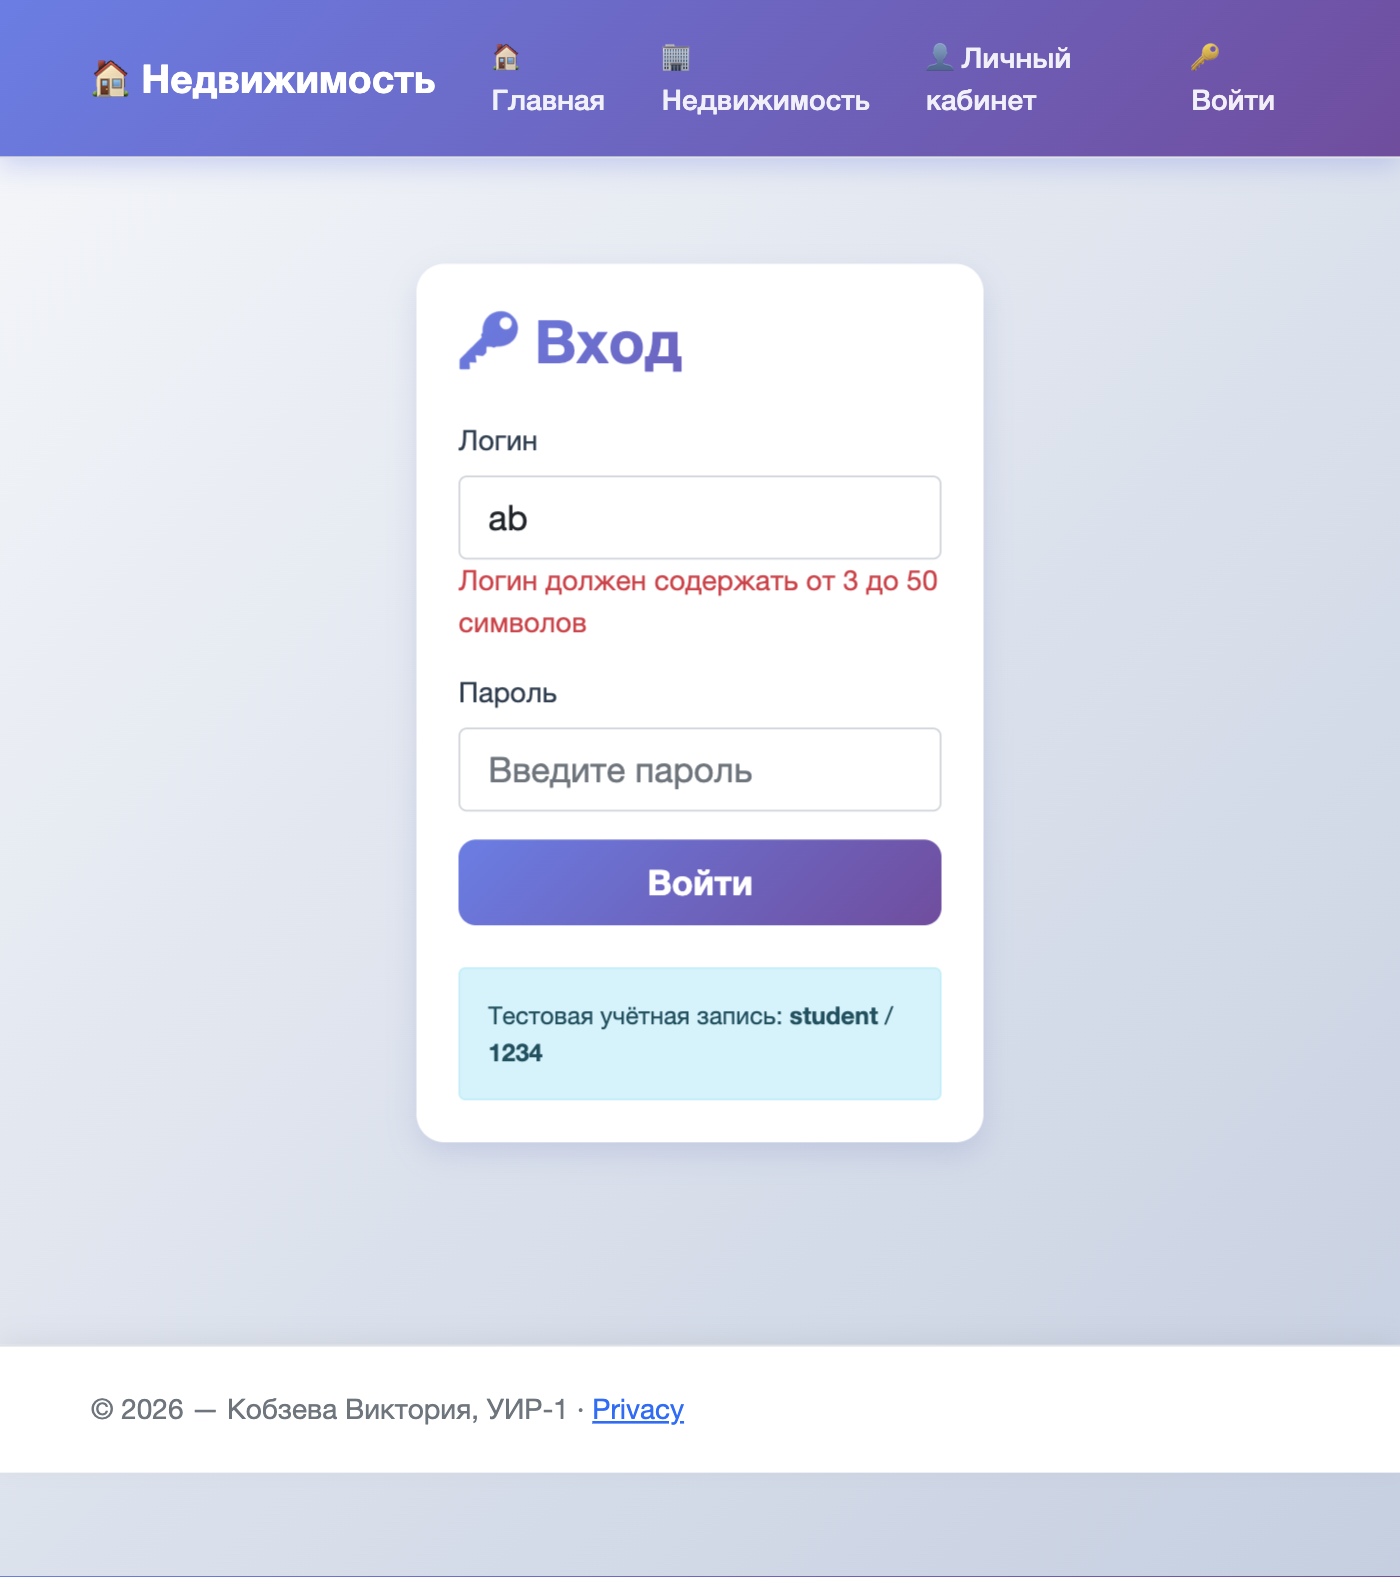 🏠 Недвижимость
🏠 Главная
🏢 Недвижимость
👤 Личный кабинет
🔑 Войти
🔑 Вход
Логин
ab
Логин должен содержать от 3 до 50
символов
Пароль
Введите пароль
Войти
Тестовая учётная запись: student /
1234
© 2026 — Кобзева Виктория, УИР-1 · Privacy